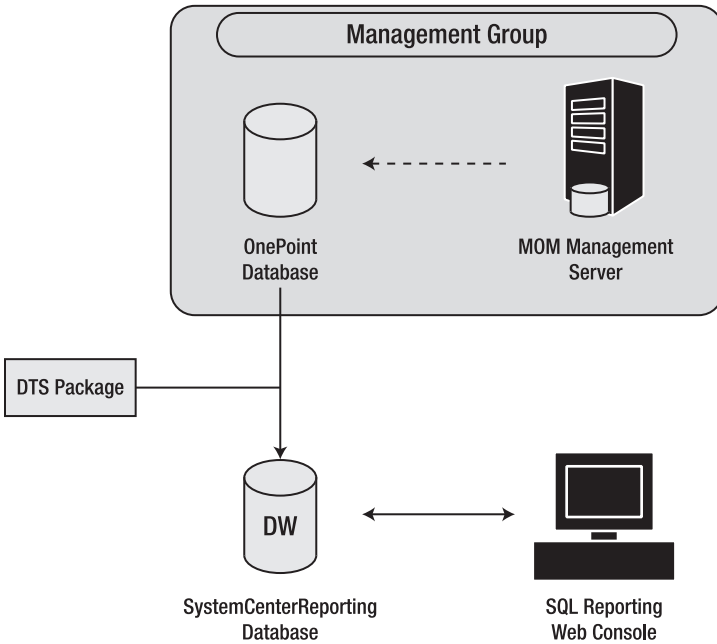 Management Group
OnePoint
Database
MOM Management
Server
DTS Package
DW
SystemCenterReporting
Database
SQL Reporting
Web Console